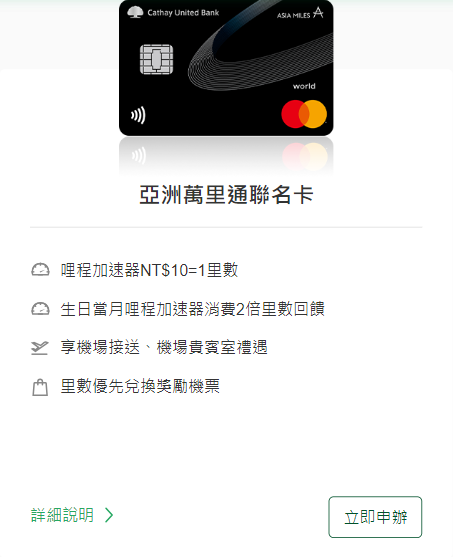 Cathay United Bank
ASIA MILES
world
亞洲萬里通聯名卡
哩程加速器NT$10=1里數
生日當月哩程加速器消費2倍里數回饋
享機場接送、機場貴賓室禮遇
里數優先兌換獎勵機票
詳細說明
立即申辦